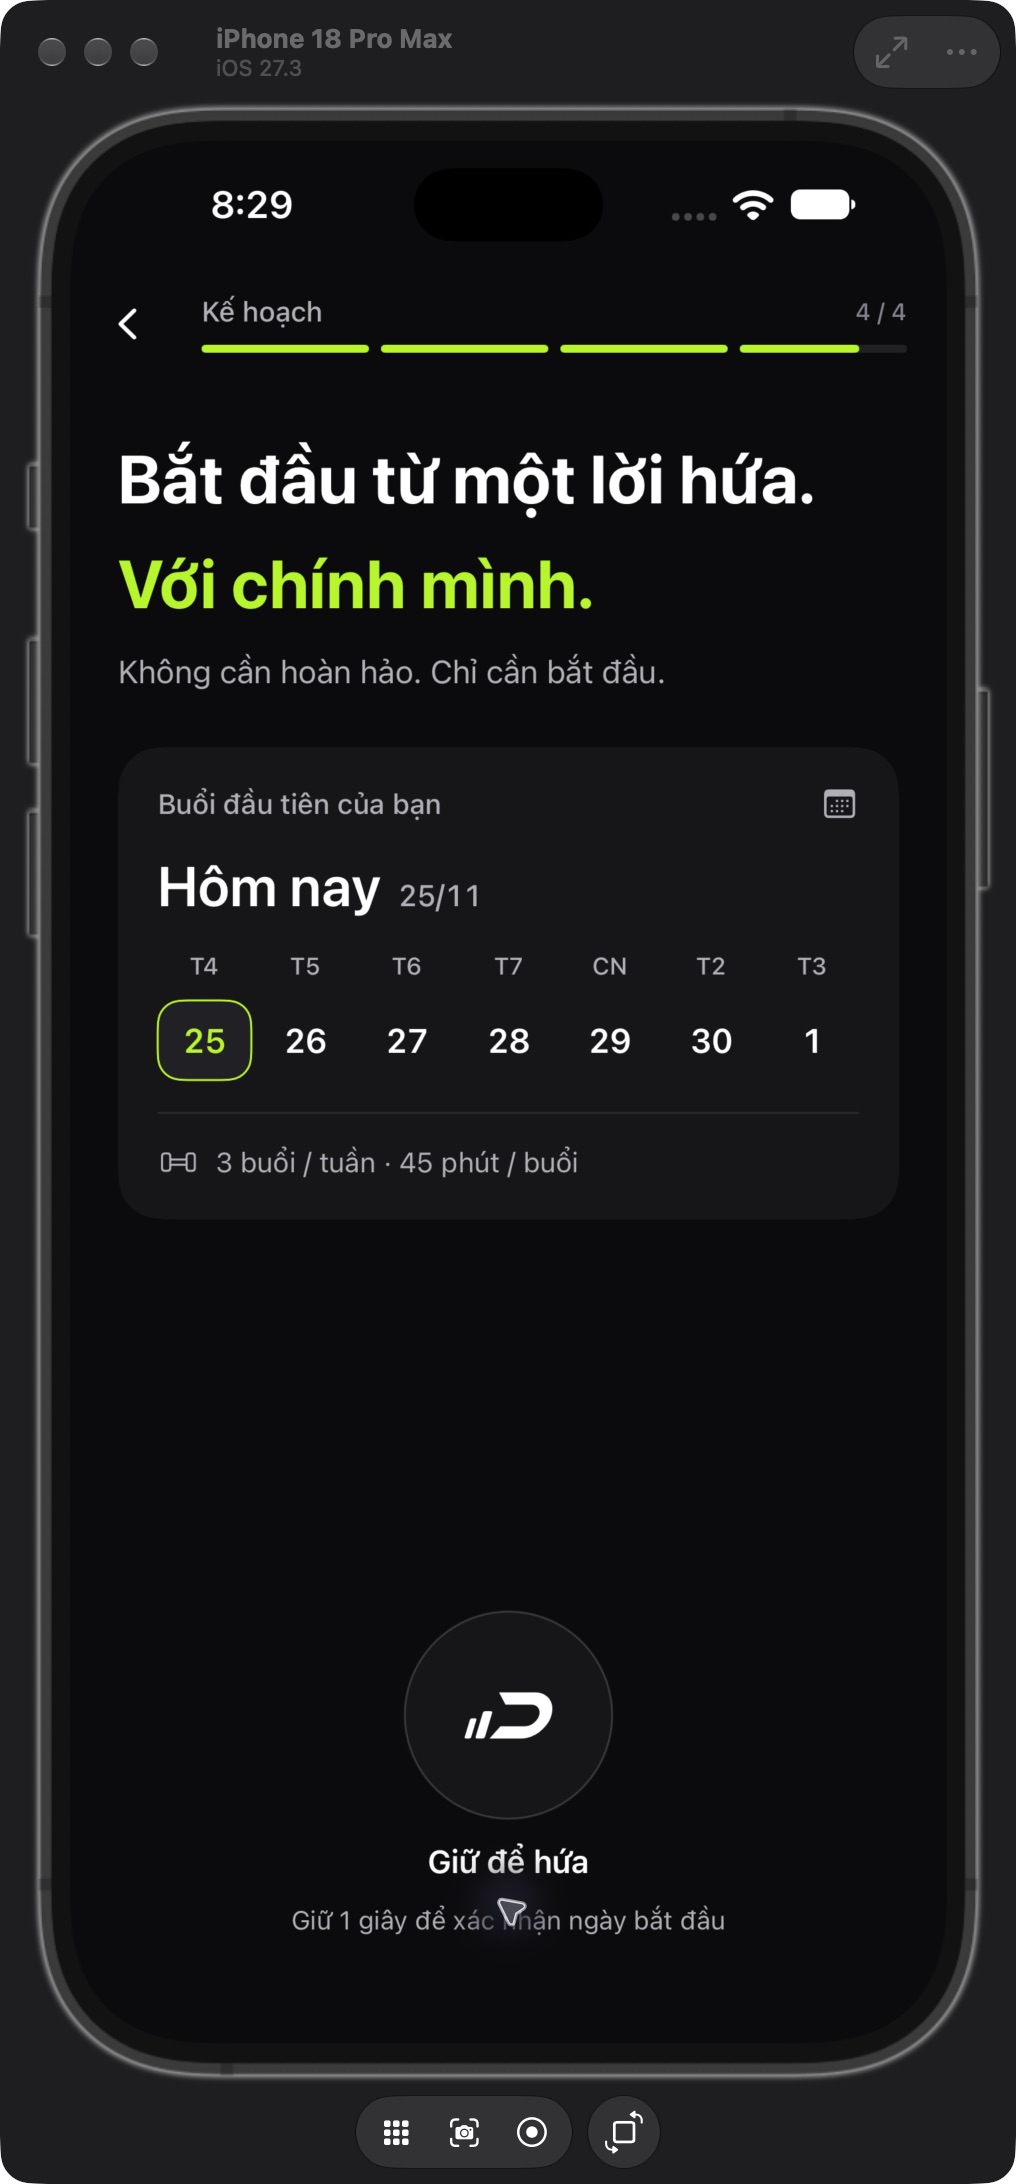 iPhone 18 Pro Max
iOS 27.3
8:29
Kế hoạch
4 / 4
Bắt đầu từ một lời hứa.
Với chính mình.
Không cần hoàn hảo. Chỉ cần bắt đầu.
Buổi đầu tiên của bạn
Hôm nay 25/11
T4 T5 T6 T7 CN T2 T3
25 26 27 28 29 30 1
3 buổi / tuần · 45 phút / buổi
Giữ để hứa
Giữ 1 giây để xác nhận ngày bắt đầu